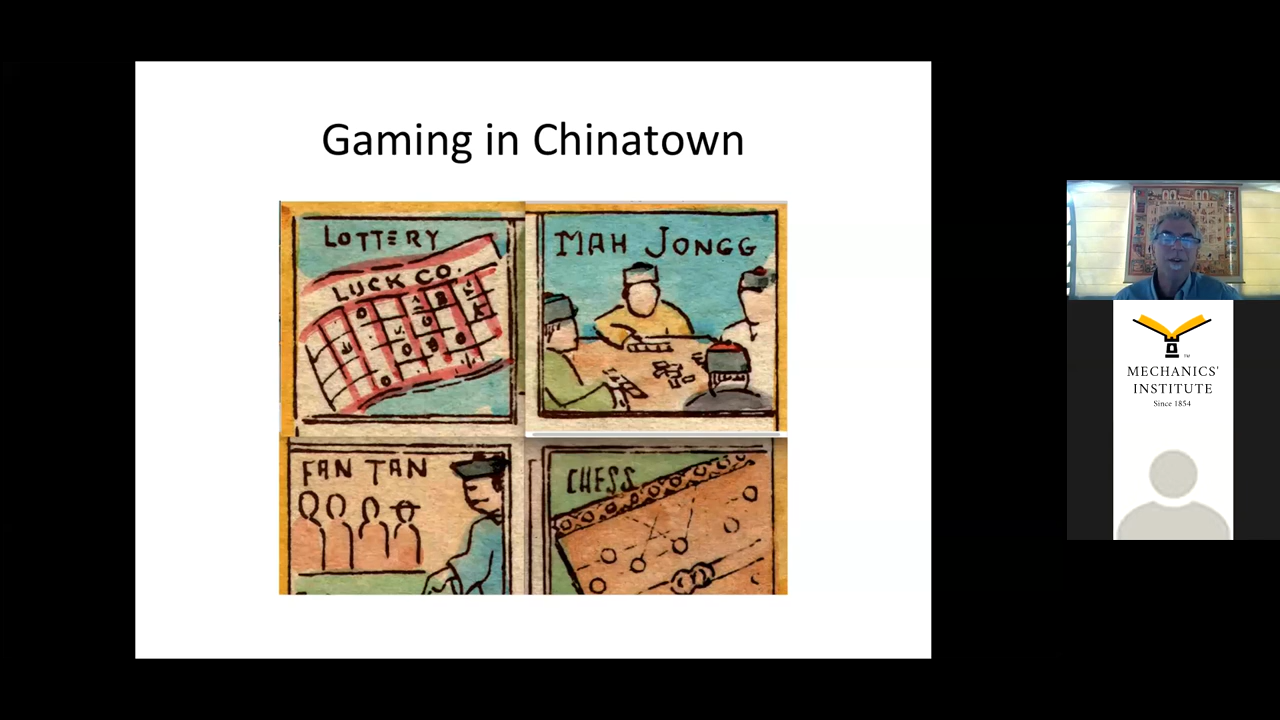 Gaming in Chinatown
LOTTERY
LUCK CO.
MAH JONGG
FAN TAN
CHESS
MECHANICS'
INSTITUTE
Since 1854